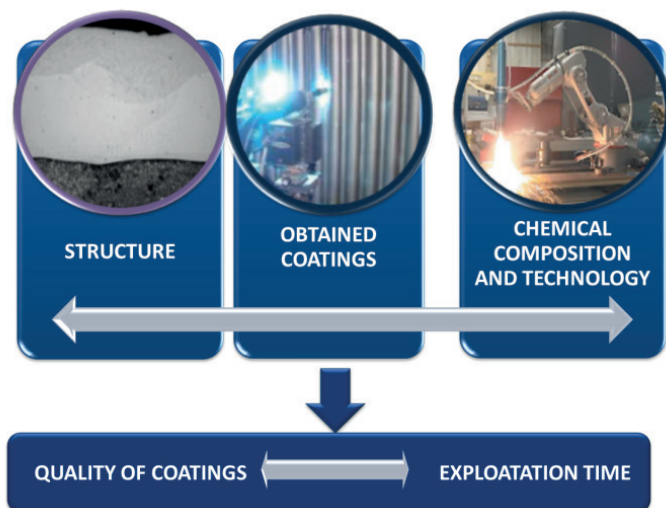 STRUCTURE
OBTAINED
COATINGS
CHEMICAL
COMPOSITION
AND TECHNOLOGY
QUALITY OF COATINGS
EXPLOATATION TIME